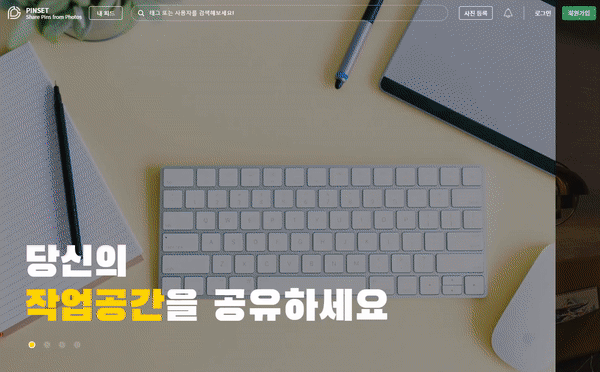 PINSET
Share Pins from Photos
내 피드
태그 또는 사용자를 검색해보세요!
사진 등록
로그인
회원가입
당신의
작업공간을 공유하세요